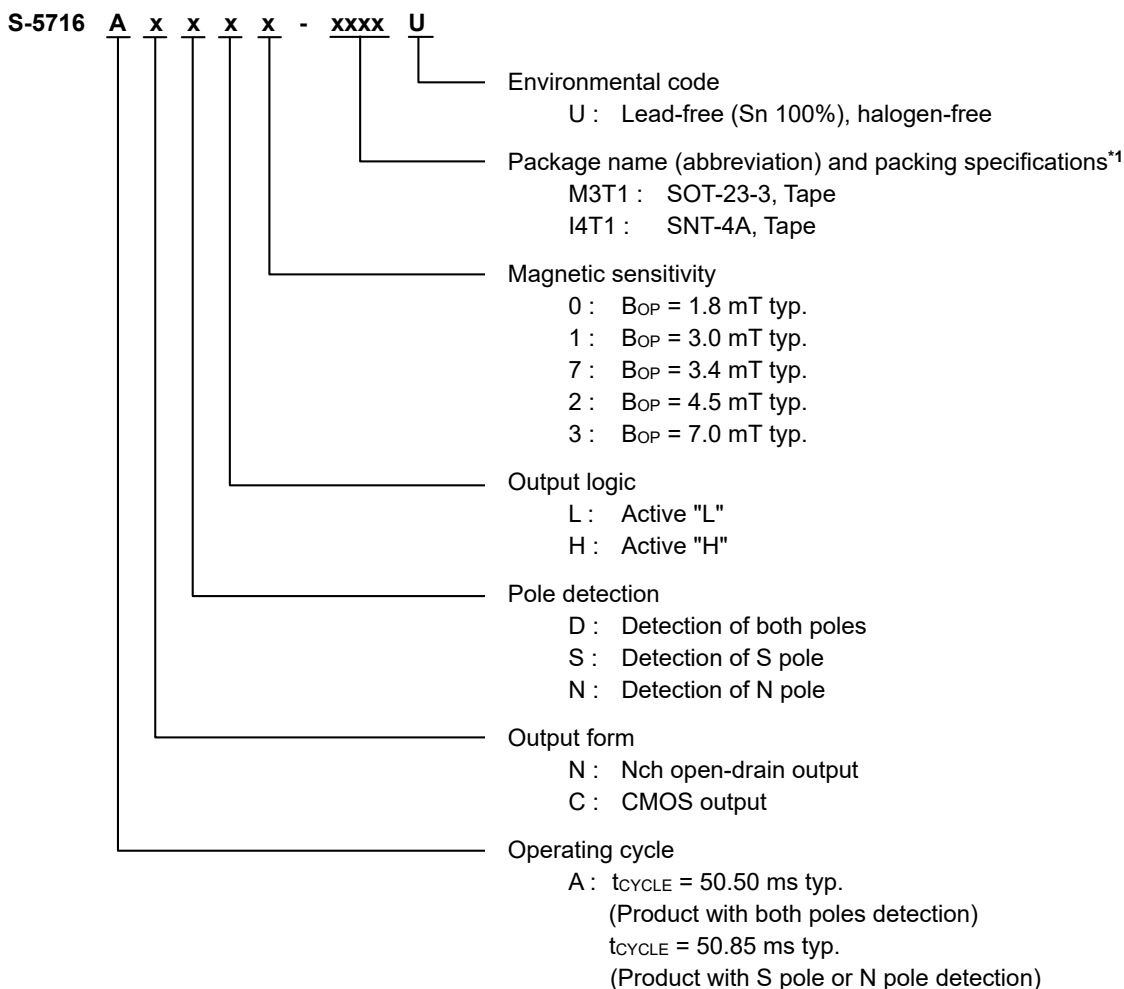 S-5716 A x x x x - xxxx U
Environmental code
U : Lead-free (Sn 100%), halogen-free
Package name (abbreviation) and packing specifications*1
M3T1 : SOT-23-3, Tape
I4T1 : SNT-4A, Tape
Magnetic sensitivity
0 : BOP = 1.8 mT typ.
1 : BOP = 3.0 mT typ.
7 : BOP = 3.4 mT typ.
2 : BOP = 4.5 mT typ.
3 : BOP = 7.0 mT typ.
Output logic
L : Active "L"
H : Active "H"
Pole detection
D : Detection of both poles
S : Detection of S pole
N : Detection of N pole
Output form
N : Nch open-drain output
C : CMOS output
Operating cycle
A : tCYCLE = 50.50 ms typ.
(Product with both poles detection)
tCYCLE = 50.85 ms typ.
(Product with S pole or N pole detection)